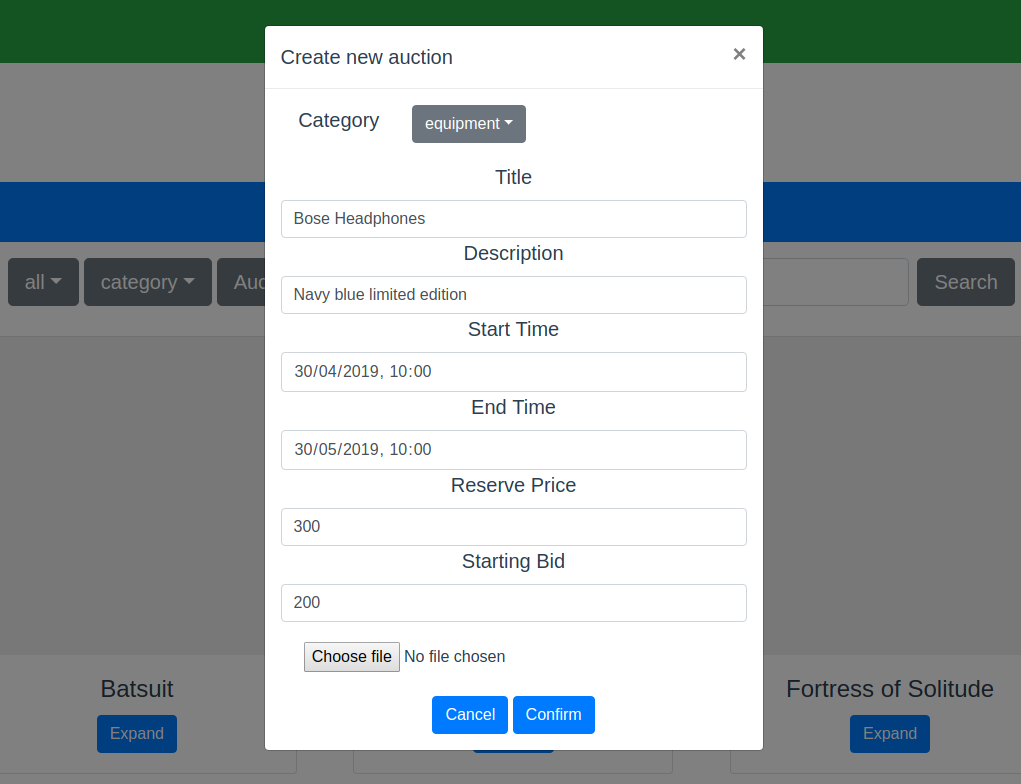 Create new auction ×
Category equipment
Title
Bose Headphones
Description
Navy blue limited edition
Start Time
30/04/2019, 10:00
End Time
30/05/2019, 10:00
Reserve Price
300
Starting Bid
200
Choose file No file chosen
Cancel Confirm
all category Search
Batsuit Fortress of Solitude
Expand Expand